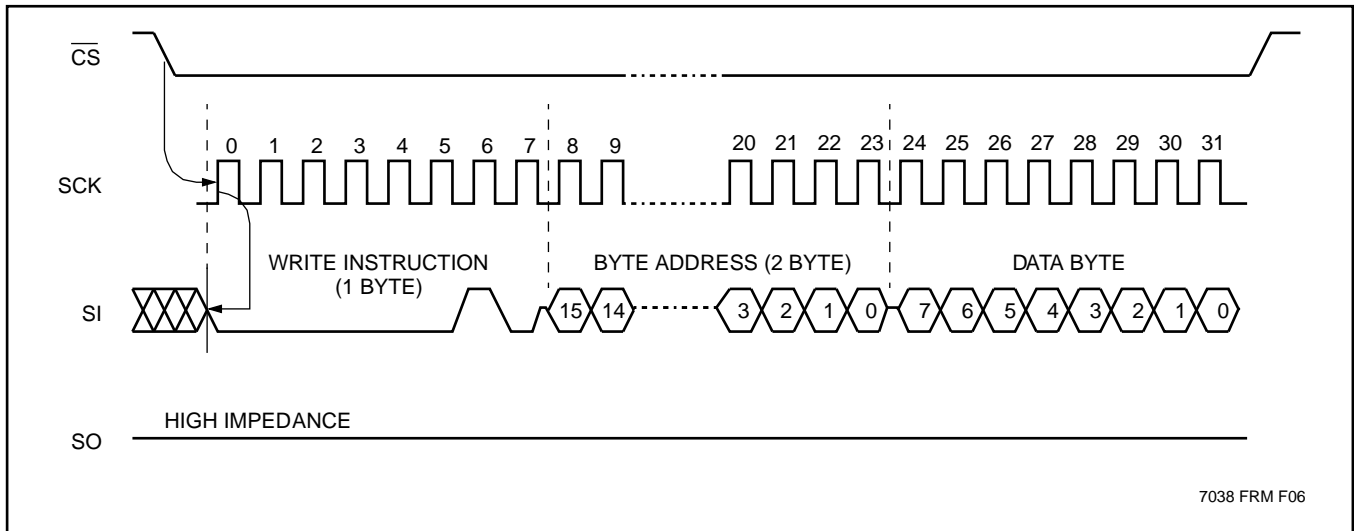 CS
0 1 2 3 4 5 6 7 8 9 20 21 22 23 24 25 26 27 28 29 30 31
SCK
WRITE INSTRUCTION
(1 BYTE)
BYTE ADDRESS (2 BYTE)
DATA BYTE
SI
15 14 3 2 1 0 7 6 5 4 3 2 1 0
HIGH IMPEDANCE
SO
7038 FRM F06